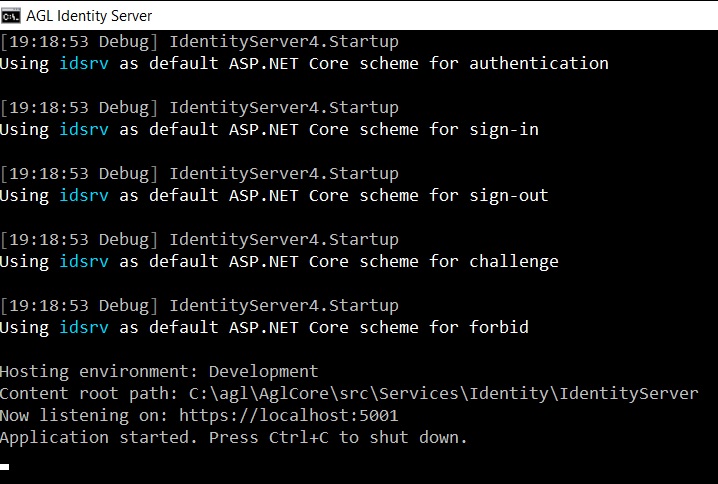 C:\. AGL Identity Server
[19:18:53 Debug] IdentityServer4.Startup
Using idsrv as default ASP.NET Core scheme for authentication
[19:18:53 Debug] IdentityServer4.Startup
Using idsrv as default ASP.NET Core scheme for sign-in
[19:18:53 Debug] IdentityServer4.Startup
Using idsrv as default ASP.NET Core scheme for sign-out
[19:18:53 Debug] IdentityServer4.Startup
Using idsrv as default ASP.NET Core scheme for challenge
[19:18:53 Debug] IdentityServer4.Startup
Using idsrv as default ASP.NET Core scheme for forbid
Hosting environment: Development
Content root path: C:\agl\AglCore\src\Services\Identity\IdentityServer
Now listening on: https://localhost:5001
Application started. Press Ctrl+C to shut down.